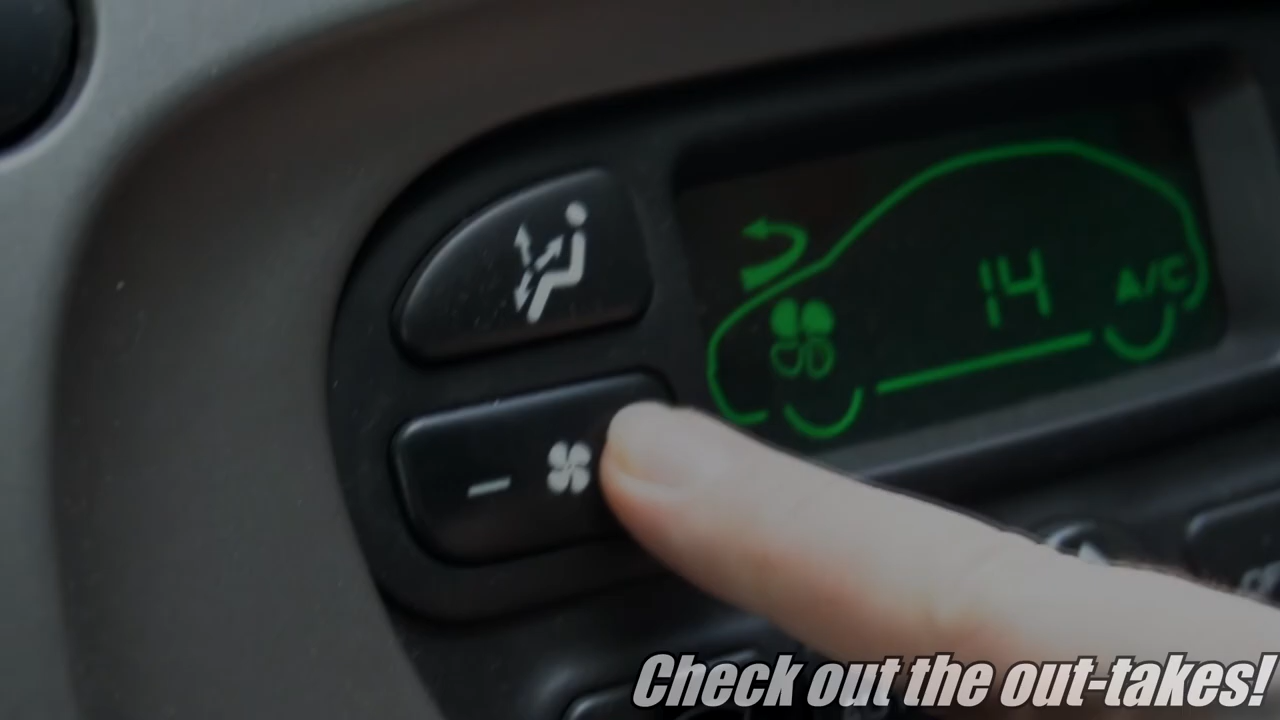 14
A/C
–
Check out the out-takes!